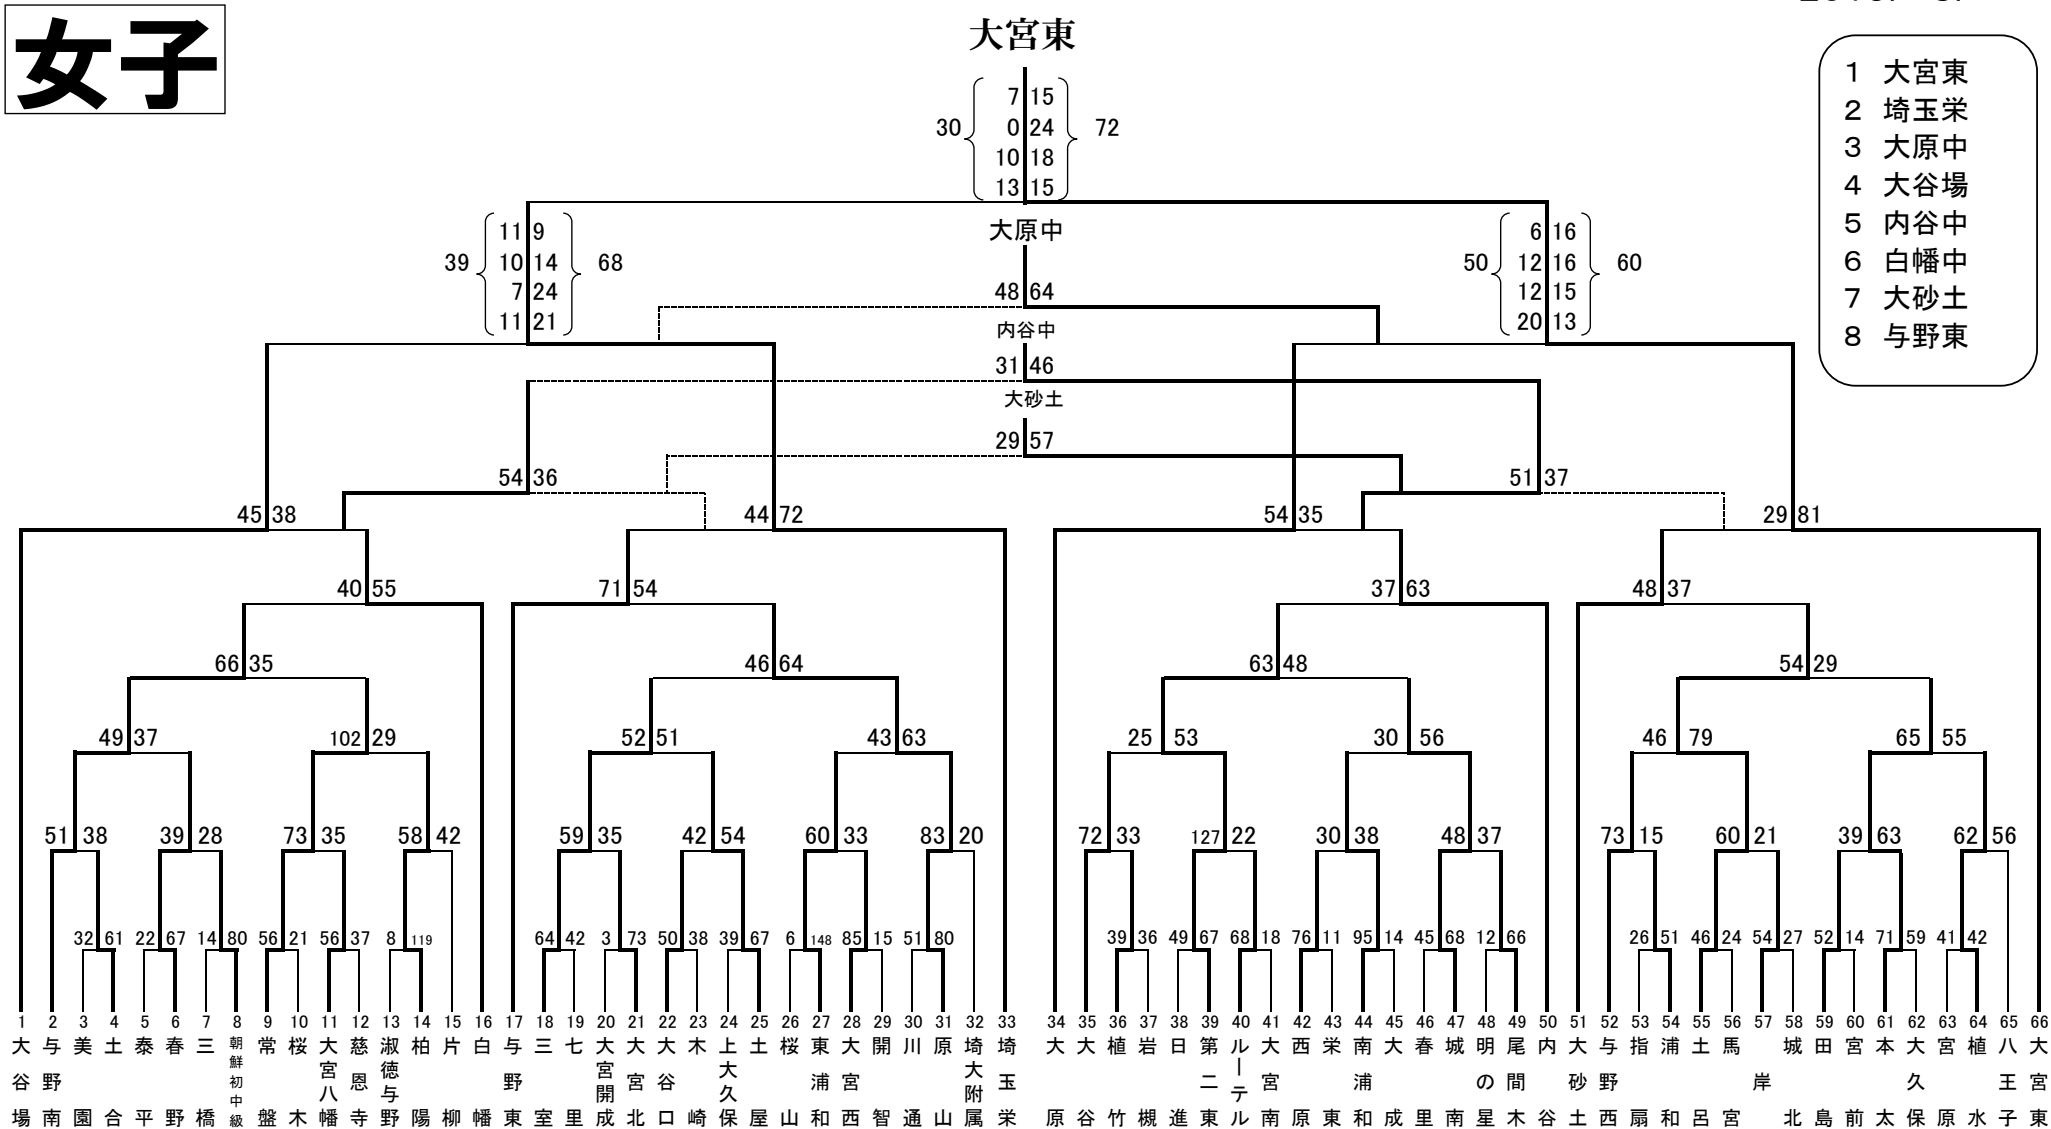 女子
大宮東
1 大宮東
2 埼玉栄
3 大原中
4 大谷場
5 内谷中
6 白幡中
7 大砂土
8 与野東
7 15
30 0 24 72
10 18
13 15
大原中
11 9
39 10 14 68
7 24
11 21
6 16
50 12 16 60
12 15
20 13
48 64
内谷中
31 46
大砂土
29 57
54 36
51 37
45 38
44 72
54 35
29 81
40 55
71 54
37 63
48 37
66 35
46 64
63 48
54 29
49 37
102 29
52 51
43 63
25 53
30 56
46 79
65 55
51 38
39 28
73 35
58 42
59 35
42 54
60 33
83 20
72 33
127 22
30 38
48 37
73 15
60 21
39 63
62 56
32 61
22 67
14 80
56 21
56 37
8 119
64 42
3 73
50 38
39 67
6 148
85 15
51 80
39 36
49 67
68 18
76 11
95 14
45 68
12 66
26 51
46 24
54 27
52 14
71 59
41 42
1 大谷場
2 与野南
3 美園
4 土合
5 泰平
6 春野
7 三橋
8 朝鮮初中級
9 常盤
10 桜木
11 大宮八幡
12 慈恩寺
13 淑徳与野
14 柏陽
15 片柳
16 白幡
17 与野東
18 三室
19 七里
20 大宮開成
21 大宮北
22 大谷口
23 木崎
24 上大久保
25 土屋
26 桜山
27 東浦和
28 大宮西
29 開智
30 川通
31 原山
32 埼大附属
33 埼玉栄
34 大原
35 大谷
36 植竹
37 岩槻
38 日進
39 第二東
40 ルーテル
41 大宮南
42 西原
43 栄東
44 南浦和
45 大成
46 春里
47 城南
48 明の星
49 尾間木
50 内谷
51 大砂土
52 与野西
53 指扇
54 浦和
55 土呂
56 馬宮
57 岸
58 城北
59 田島
60 宮前
61 本太
62 大久保
63 宮原
64 植水
65 八王子
66 大宮東